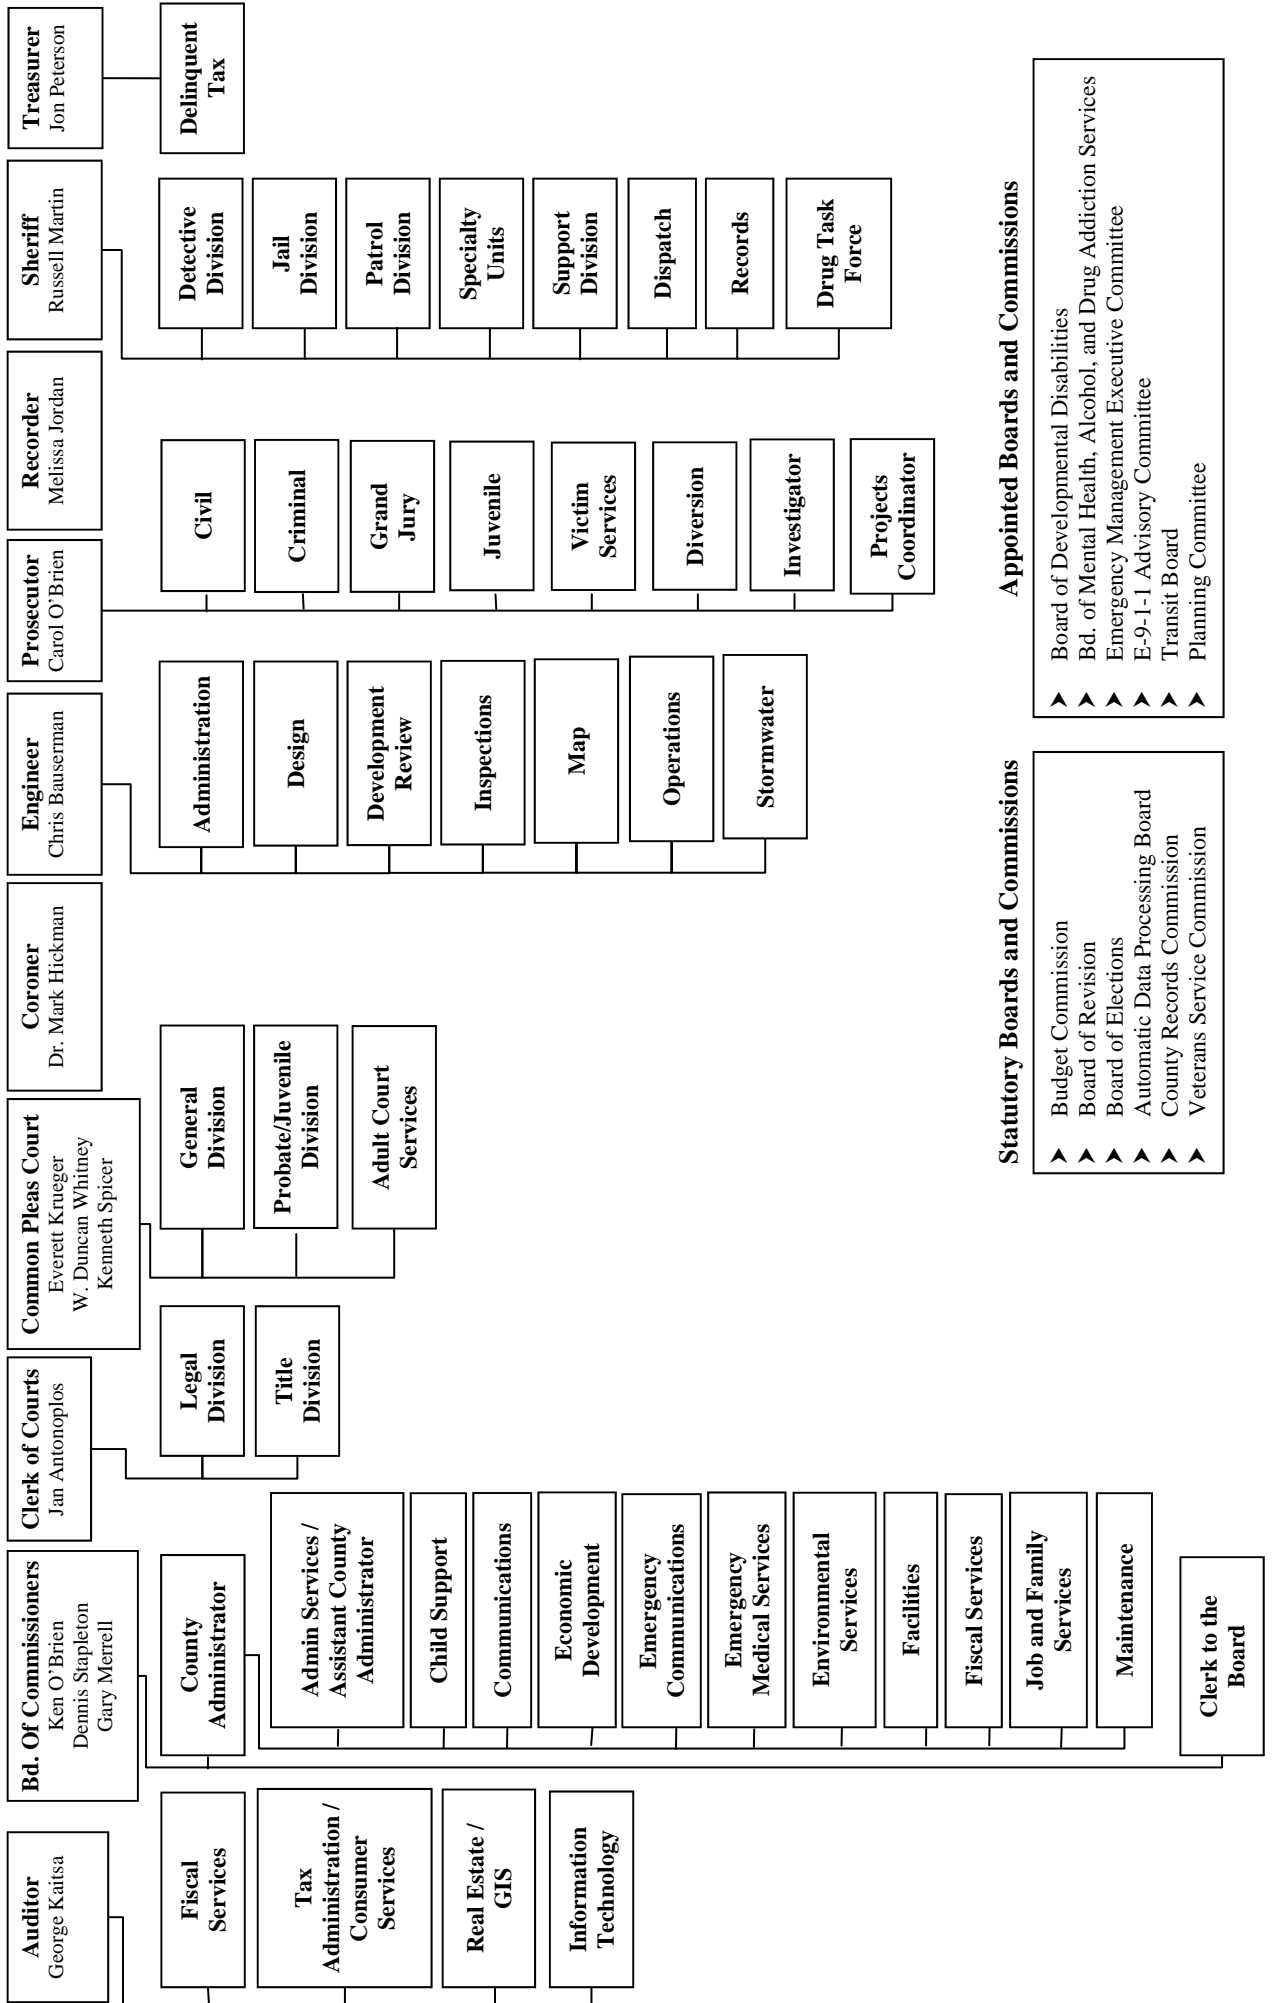 Auditor
George Kaitsa
Fiscal
Services
Tax
Administration /
Consumer
Services
Real Estate /
GIS
Information
Technology
Bd. Of Commissioners
Ken O'Brien
Dennis Stapleton
Gary Merrell
County
Administrator
Admin Services /
Assistant County
Administrator
Child Support
Communications
Economic
Development
Emergency
Communications
Emergency
Medical Services
Environmental
Services
Facilities
Fiscal Services
Job and Family
Services
Maintenance
Clerk to the
Board
Clerk of Courts
Jan Antonoplos
Legal
Division
Title
Division
Common Pleas Court
Everett Krueger
W. Duncan Whitney
Kenneth Spicer
General
Division
Probate/Juvenile
Division
Adult Court
Services
Coroner
Dr. Mark Hickman
Engineer
Chris Bauserman
Administration
Design
Development
Review
Inspections
Map
Operations
Stormwater
Prosecutor
Carol O'Brien
Civil
Criminal
Grand
Jury
Juvenile
Victim
Services
Diversion
Investigator
Projects
Coordinator
Recorder
Melissa Jordan
Sheriff
Russell Martin
Detective
Division
Jail
Division
Patrol
Division
Specialty
Units
Support
Division
Dispatch
Records
Drug Task
Force
Treasurer
Jon Peterson
Delinquent
Tax
Statutory Boards and Commissions
➤ Budget Commission
➤ Board of Revision
➤ Board of Elections
➤ Automatic Data Processing Board
➤ County Records Commission
➤ Veterans Service Commission
Appointed Boards and Commissions
➤ Board of Developmental Disabilities
➤ Bd. of Mental Health, Alcohol, and Drug Addiction Services
➤ Emergency Management Executive Committee
➤ E-9-1-1 Advisory Committee
➤ Transit Board
➤ Planning Committee